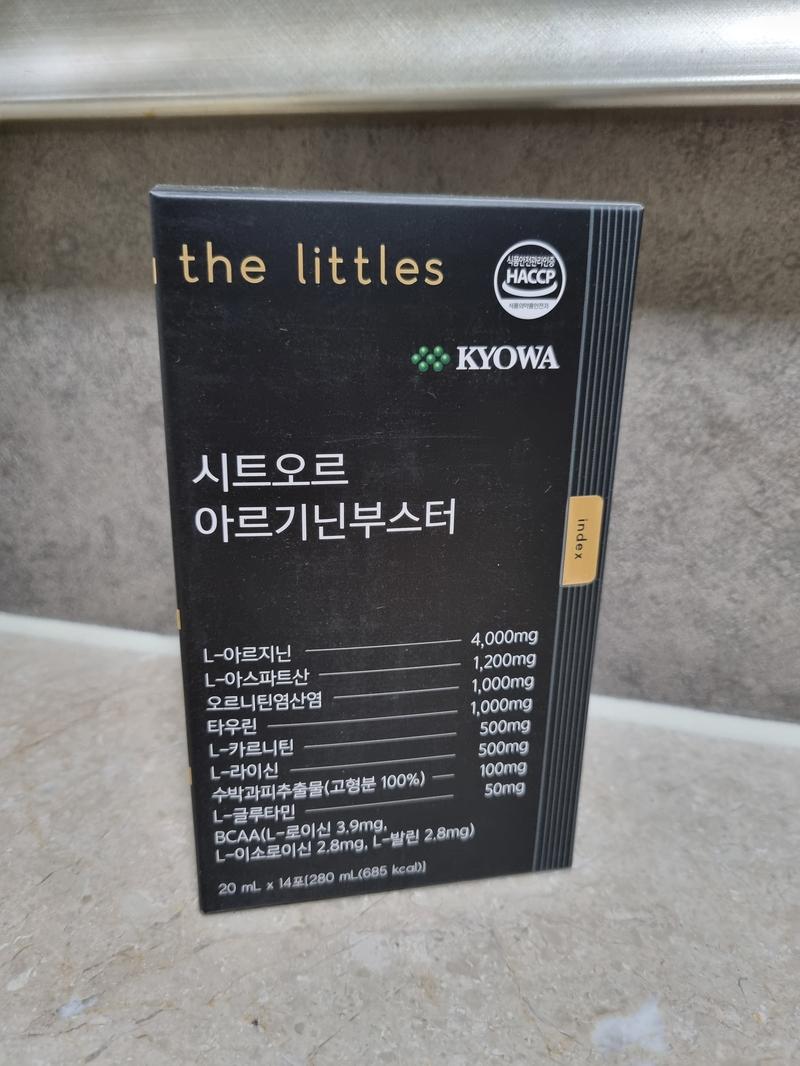 the littles
식품안전관리인증
HACCP
식품의약품안전처
KYOWA
시트오르
아르기닌부스터
index
L-아르지닌 4,000mg
L-아스파트산 1,200mg
오르니틴염산염 1,000mg
타우린 1,000mg
L-카르니틴 500mg
L-라이신 500mg
수박과피추출물(고형분 100%) 100mg
L-글루타민 50mg
BCAA(L-로이신 3.9mg,
L-이소로이신 2.8mg, L-발린 2.8mg)
20 mL x 14포[280 mL(685 kcal)]